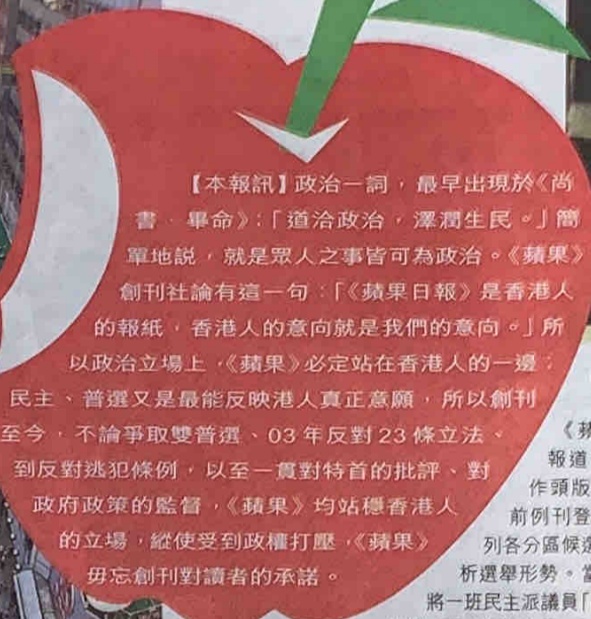 【本報訊】政治一詞，最早出現於《尚
書．畢命》：「道洽政治，澤潤生民。」簡
單地說，就是眾人之事皆可為政治。《蘋果》
創刊社論有這一句：「《蘋果日報》是香港人
的報紙，香港人的意向就是我們的意向。」所
以政治立場上，《蘋果》必定站在香港人的一邊；
民主、普選又是最能反映港人真正意願，所以創刊
至今，不論爭取雙普選、03年反對23條立法、
到反對逃犯條例，以至一貫對特首的批評、對
政府政策的監督，《蘋果》均站穩香港人
的立場，縱使受到政權打壓，《蘋果》
毋忘創刊對讀者的承諾。
《蘋
報道
作頭版
前例刊登
列各分區候選
析選舉形勢。當
將一班民主派議員「